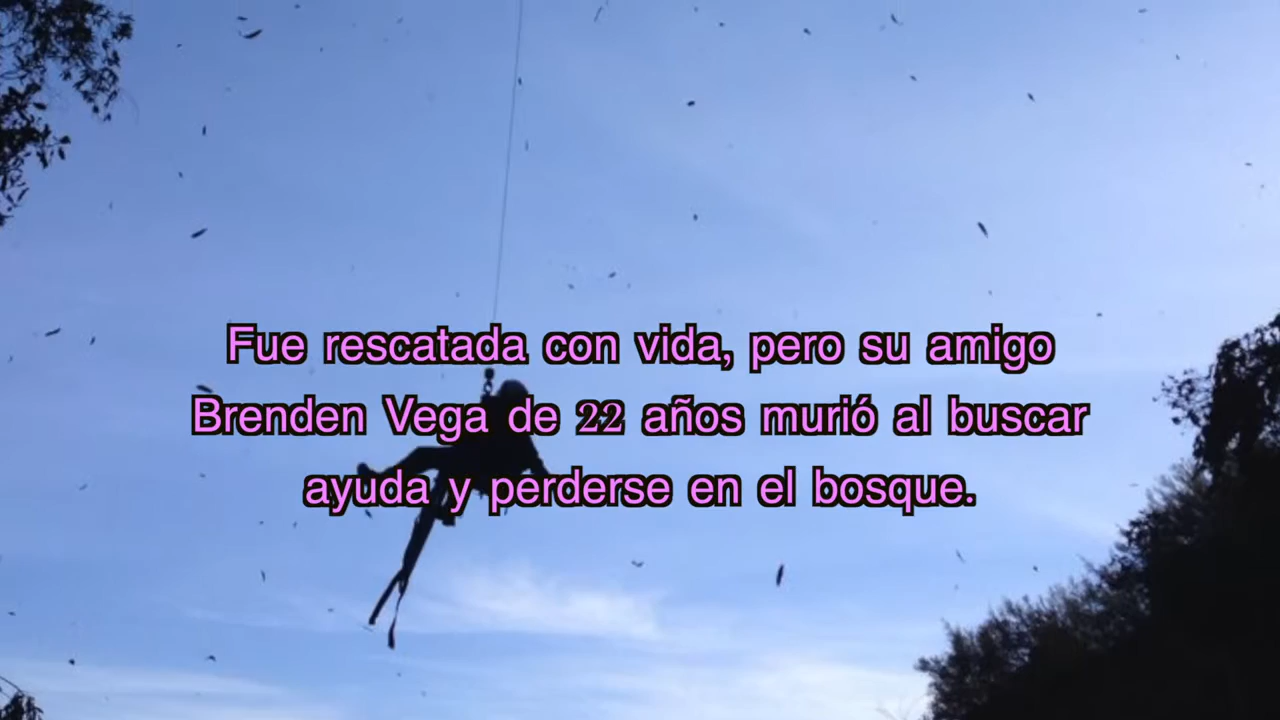 Fue rescatada con vida, pero su amigo
Brenden Vega de 22 años murió al buscar
ayuda y perderse en el bosque.